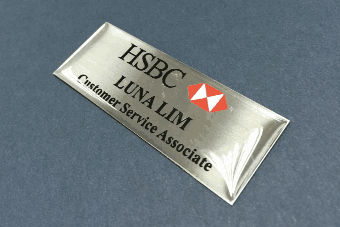 HSBC
LUNA LIM
Customer Service Associate